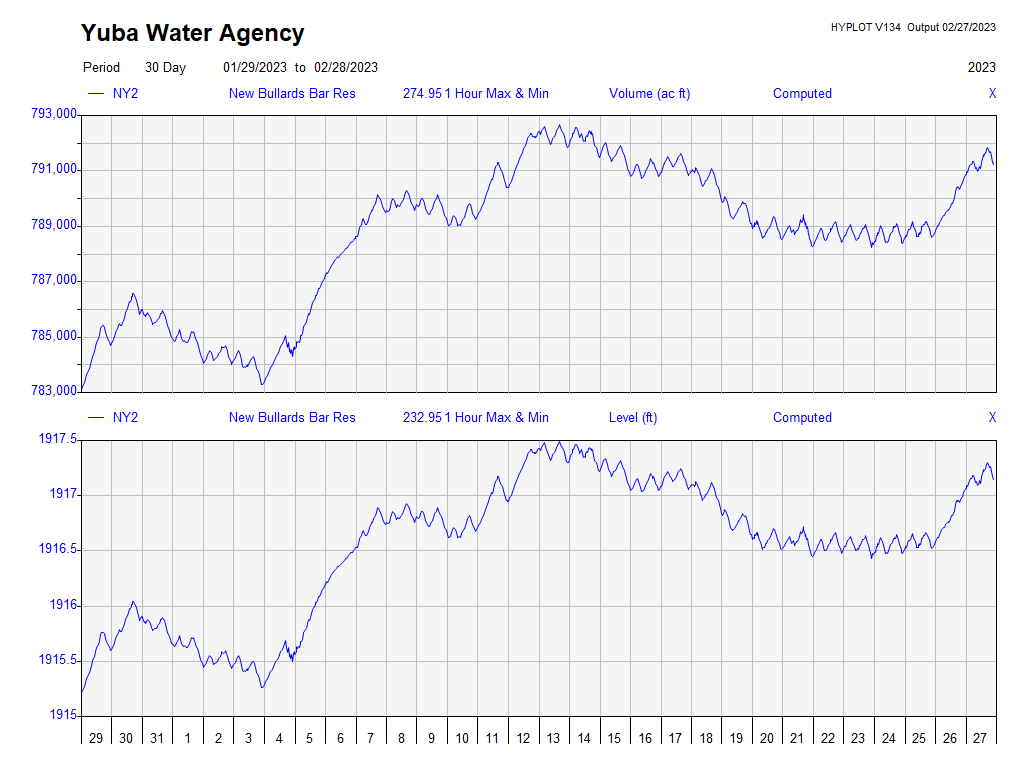 Yuba Water Agency
HYPLOT V134 Output 02/27/2023
Period 30 Day 01/29/2023 to 02/28/2023 2023
NY2 New Bullards Bar Res 274.95 1 Hour Max & Min Volume (ac ft) Computed X
793,000
791,000
789,000
787,000
785,000
783,000
NY2 New Bullards Bar Res 232.95 1 Hour Max & Min Level (ft) Computed X
1917.5
1917
1916.5
1916
1915.5
1915
29 30 31 1 2 3 4 5 6 7 8 9 10 11 12 13 14 15 16 17 18 19 20 21 22 23 24 25 26 27